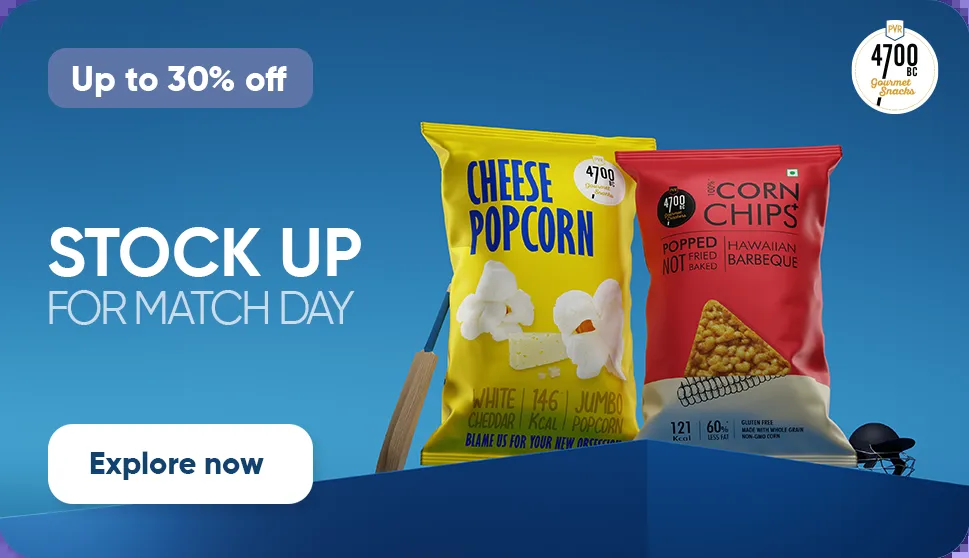 Up to 30% off
STOCK UP
FOR MATCH DAY
Explore now
PVR
4700
BC
Gourmet
Snacks
CHEESE
POPCORN
4700
BC
Gourmet
Snacks
WHITE
CHEDDAR
146
Kcal
JUMBO
POPCORN
BLAME US FOR YOUR NEW OBSESSION
PVR
4700
BC
100%
CORN
CHIPS
POPPED
NOT FRIED
BAKED
HAWAIIAN
BARBEQUE
121
Kcal
60%
LESS FAT
GLUTEN FREE
MADE WITH WHOLE-GRAIN
NON-GMO CORN